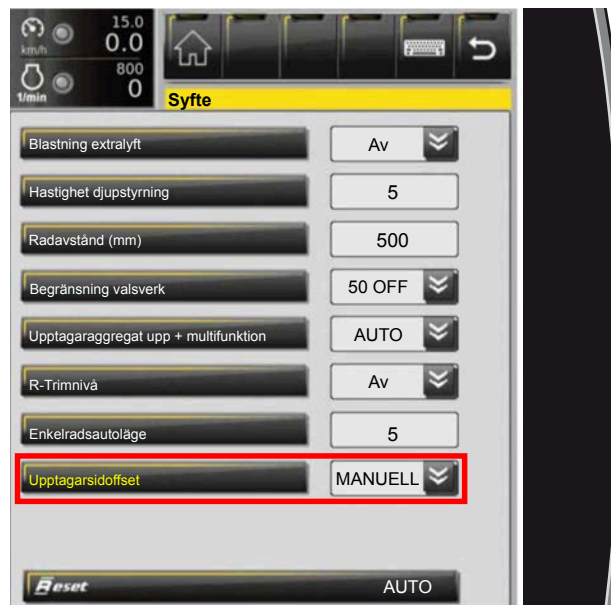 15.0
km/h 0.0
800
1/min 0
Syfte
Blastning extralyft Av
Hastighet djupstyrning 5
Radavstånd (mm) 500
Begränsning valsverk 50 OFF
Upptagaraggregat upp + multifunktion AUTO
R-Trimnivå Av
Enkelradsautoläge 5
Upptagarsidoffset MANUELL
Reset AUTO